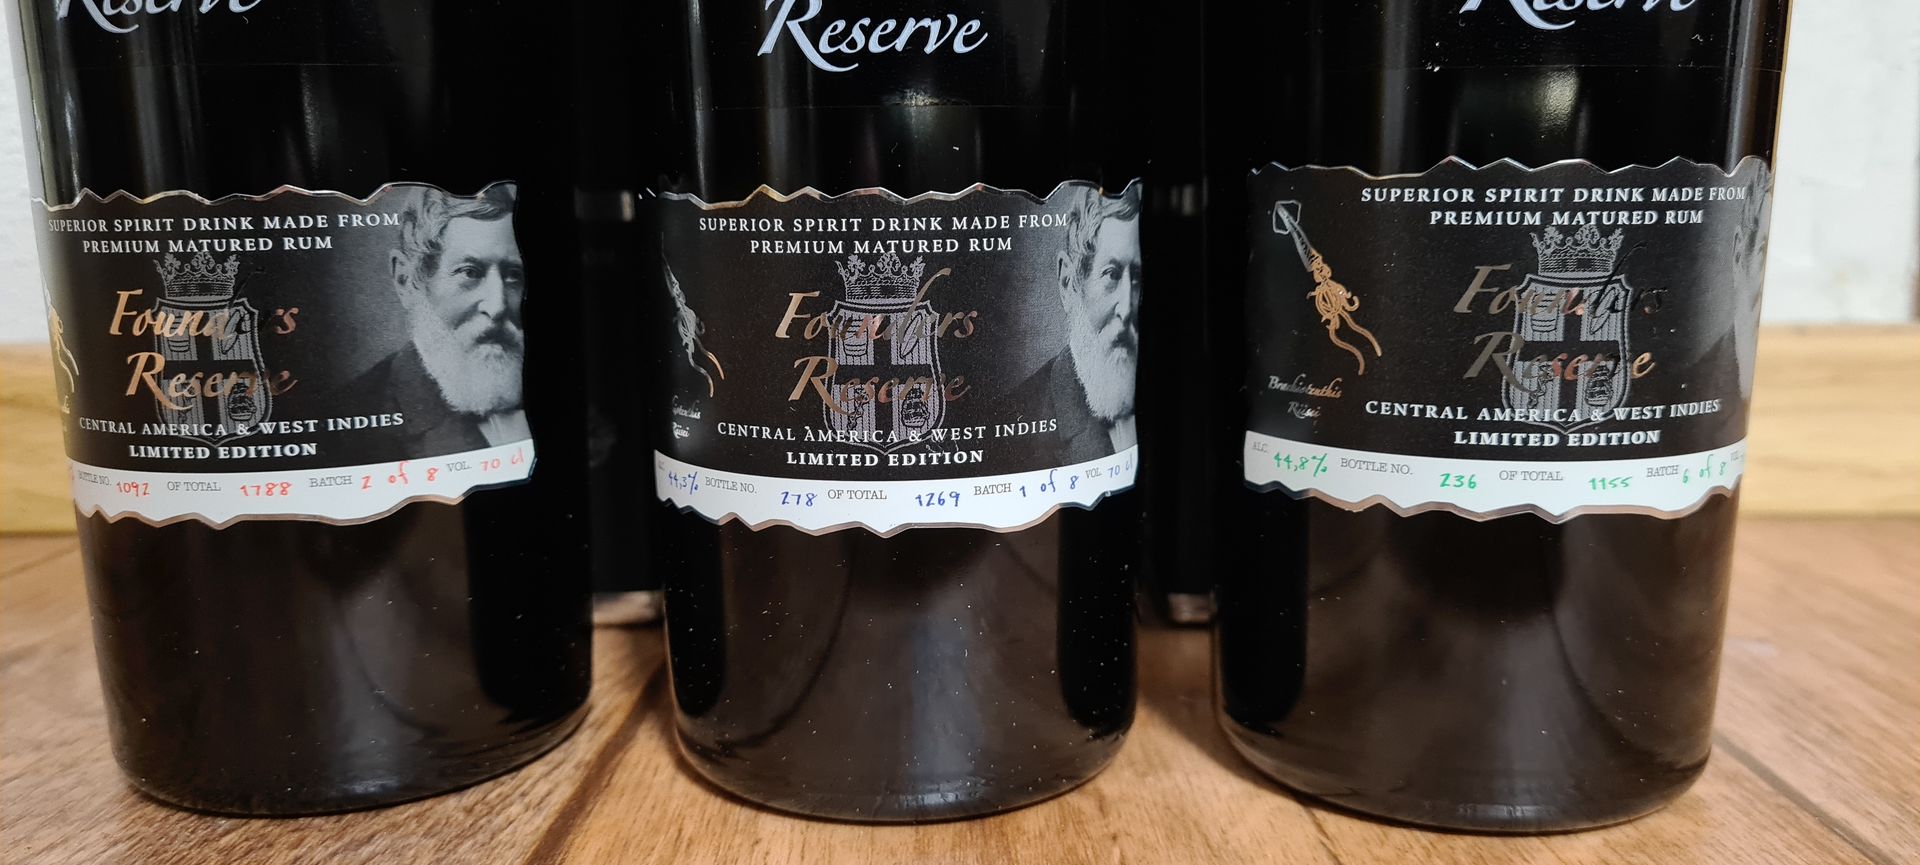 Reserve
SUPERIOR SPIRIT DRINK MADE FROM
PREMIUM MATURED RUM
Founders
Reserve
CENTRAL AMERICA & WEST INDIES
LIMITED EDITION
BOTTLE NO. 1092 OF TOTAL 1788 BATCH 2 of 8 VOL. 70 cl
Reserve
SUPERIOR SPIRIT DRINK MADE FROM
PREMIUM MATURED RUM
Founders
Reserve
CENTRAL AMERICA & WEST INDIES
LIMITED EDITION
44,3% BOTTLE NO. 278 OF TOTAL 1269 BATCH 1 of 8 VOL 70 cl
Reserve
SUPERIOR SPIRIT DRINK MADE FROM
PREMIUM MATURED RUM
Founders
Reserve
Riisei
CENTRAL AMERICA & WEST INDIES
LIMITED EDITION
ALC. 44,8% BOTTLE NO. 236 OF TOTAL 1155 BATCH 6 of 8